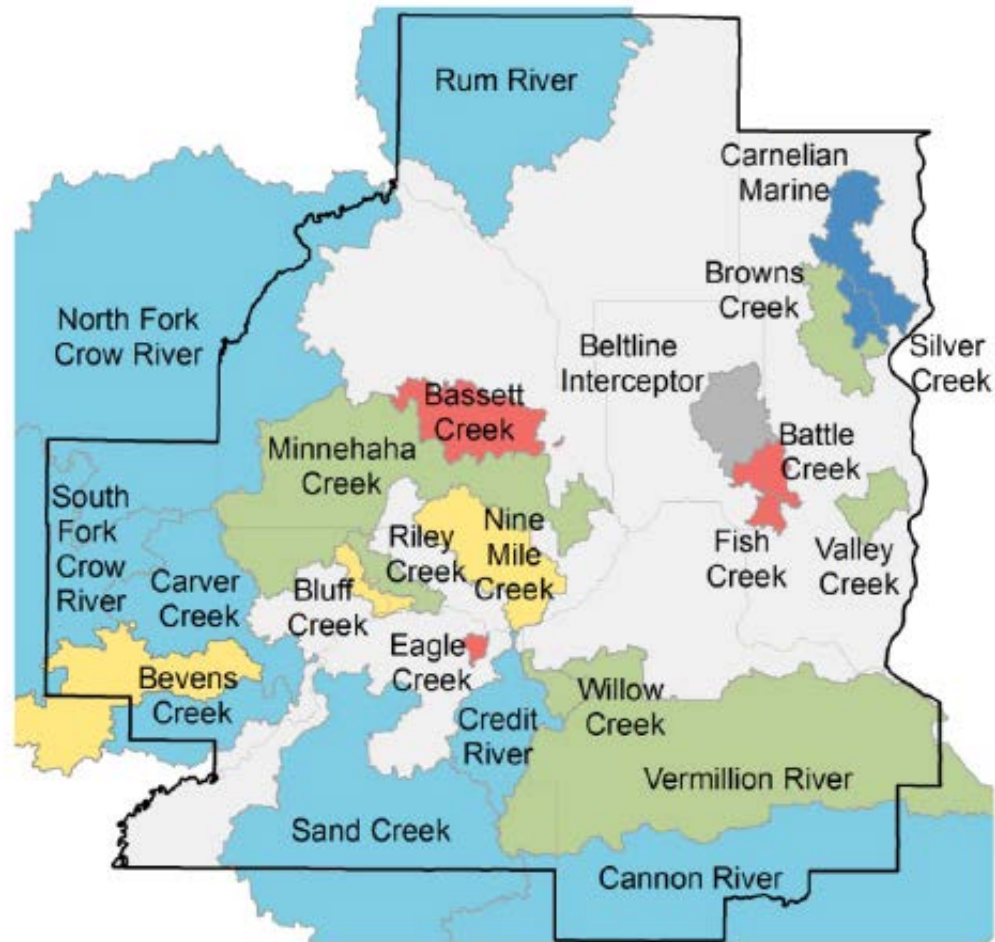 Rum River
Carnelian
Marine
Browns
Creek
North Fork
Crow River
Beltline
Interceptor
Silver
Creek
Bassett
Creek
Minnehaha
Creek
Battle
Creek
South
Fork
Crow
River
Nine
Mile
Creek
Riley
Creek
Fish
Creek
Valley
Creek
Carver
Creek
Bluff
Creek
Eagle
Creek
Bevens
Creek
Willow
Creek
Credit
River
Vermillion River
Sand Creek
Cannon River